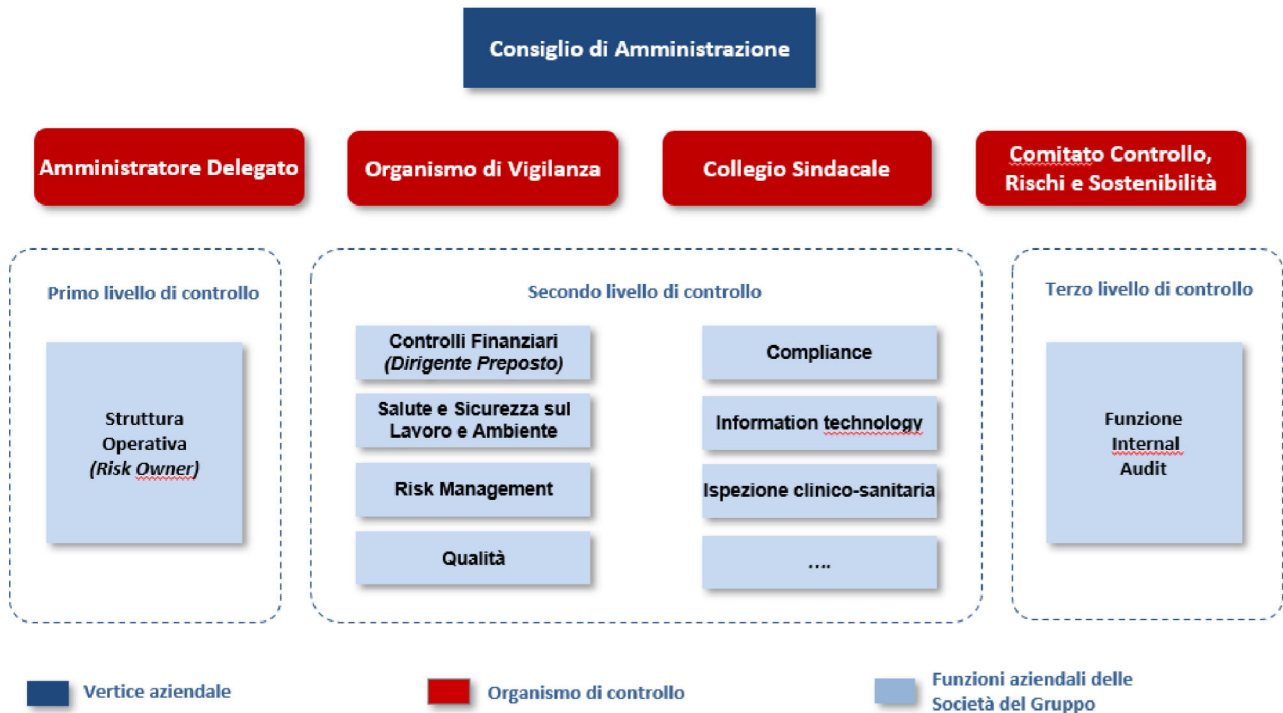 Consiglio di Amministrazione
Amministratore Delegato
Organismo di Vigilanza
Collegio Sindacale
Comitato Controllo,
Rischi e Sostenibilità
Primo livello di controllo
Struttura
Operativa
(Risk Owner)
Secondo livello di controllo
Controlli Finanziari
(Dirigente Preposto)
Salute e Sicurezza sul
Lavoro e Ambiente
Risk Management
Qualità
Compliance
Information technology
Ispezione clinico-sanitaria
....
Terzo livello di controllo
Funzione
Internal
Audit
Vertice aziendale
Organismo di controllo
Funzioni aziendali delle
Società del Gruppo